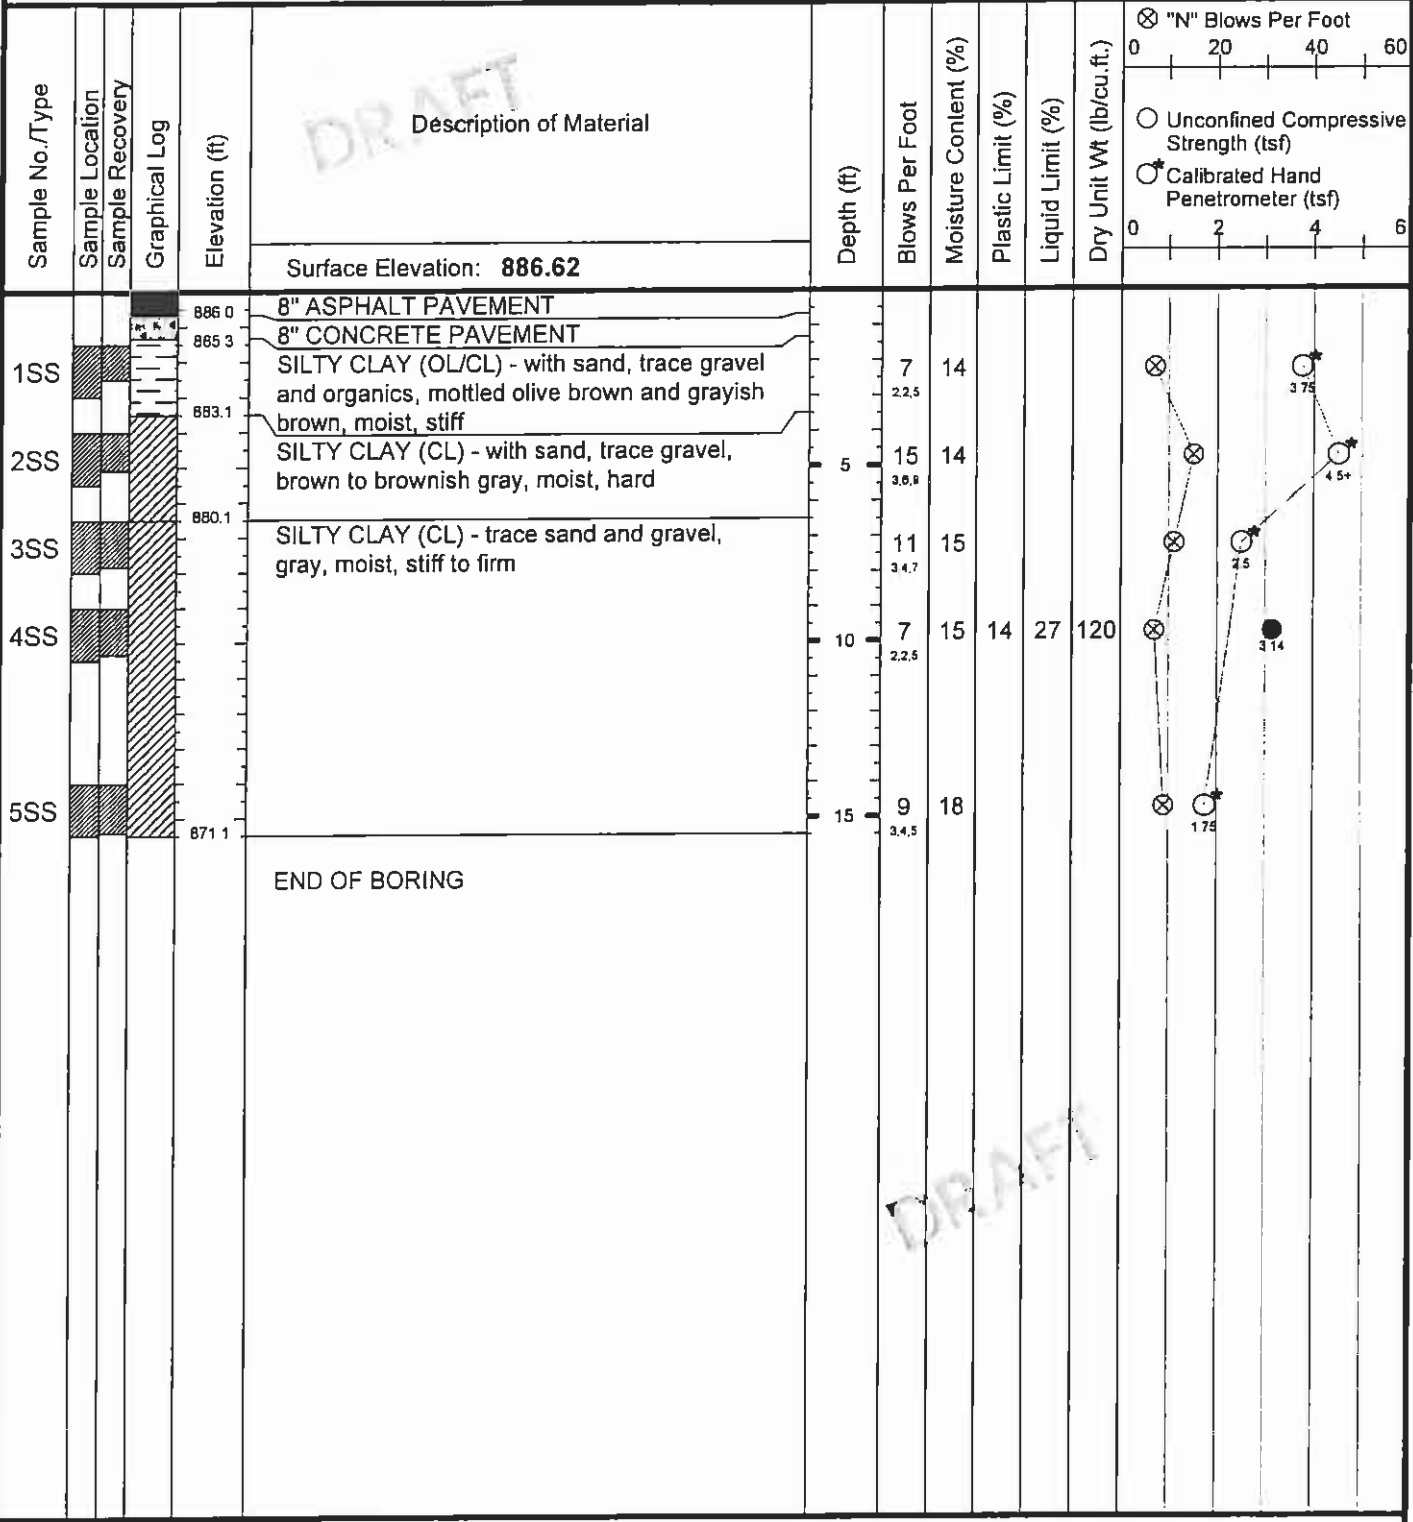 Sample No./Type
Sample Location
Sample Recovery
Graphical Log
Elevation (ft)
DRAFT
Description of Material
Surface Elevation: 886.62
Depth (ft)
Blows Per Foot
Moisture Content (%)
Plastic Limit (%)
Liquid Limit (%)
Dry Unit Wt (lb/cu.ft.)
⊗ "N" Blows Per Foot
0 20 40 60
○ Unconfined Compressive
Strength (tsf)
○* Calibrated Hand
Penetrometer (tsf)
0 2 4 6
886 0 8" ASPHALT PAVEMENT
865 3 8" CONCRETE PAVEMENT
1SS SILTY CLAY (OL/CL) - with sand, trace gravel 7 14
and organics, mottled olive brown and grayish 2,2,5 3 75
883.1 brown, moist, stiff
2SS SILTY CLAY (CL) - with sand, trace gravel, 5 15 14
brown to brownish gray, moist, hard 4 5+
880.1
3SS SILTY CLAY (CL) - trace sand and gravel, 11 15
gray, moist, stiff to firm 3 4,7 2.5
4SS 10 7 15 14 27 120
2,2,5 3 14
5SS 15 9 18
871 1 3,4,5 1 75
END OF BORING
DRAFT